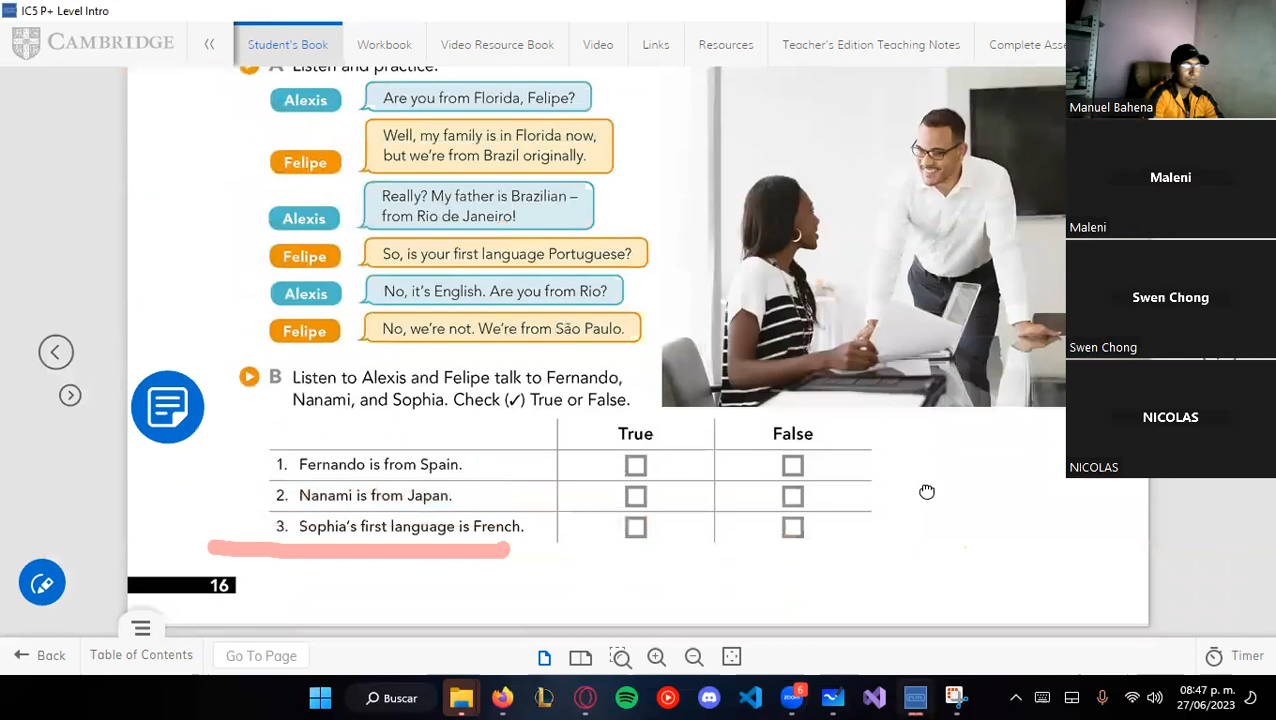 IC5 P+ Level Intro
CAMBRIDGE
Student's Book
Workbook
Video Resource Book
Video
Links
Resources
Teacher's Edition Teaching Notes
Complete Asse
A Listen and practice.
Alexis
Are you from Florida, Felipe?
Felipe
Well, my family is in Florida now,
but we're from Brazil originally.
Alexis
Really? My father is Brazilian –
from Rio de Janeiro!
Felipe
So, is your first language Portuguese?
Alexis
No, it's English. Are you from Rio?
Felipe
No, we're not. We're from São Paulo.
B Listen to Alexis and Felipe talk to Fernando,
Nanami, and Sophia. Check (✓) True or False.
True False
1. Fernando is from Spain.
2. Nanami is from Japan.
3. Sophia's first language is French.
16
Manuel Bahena
Maleni
Maleni
Swen Chong
Swen Chong
NICOLAS
NICOLAS
Back
Table of Contents
Go To Page
Timer
Buscar
ZOOM
6
08:47 p. m.
27/06/2023